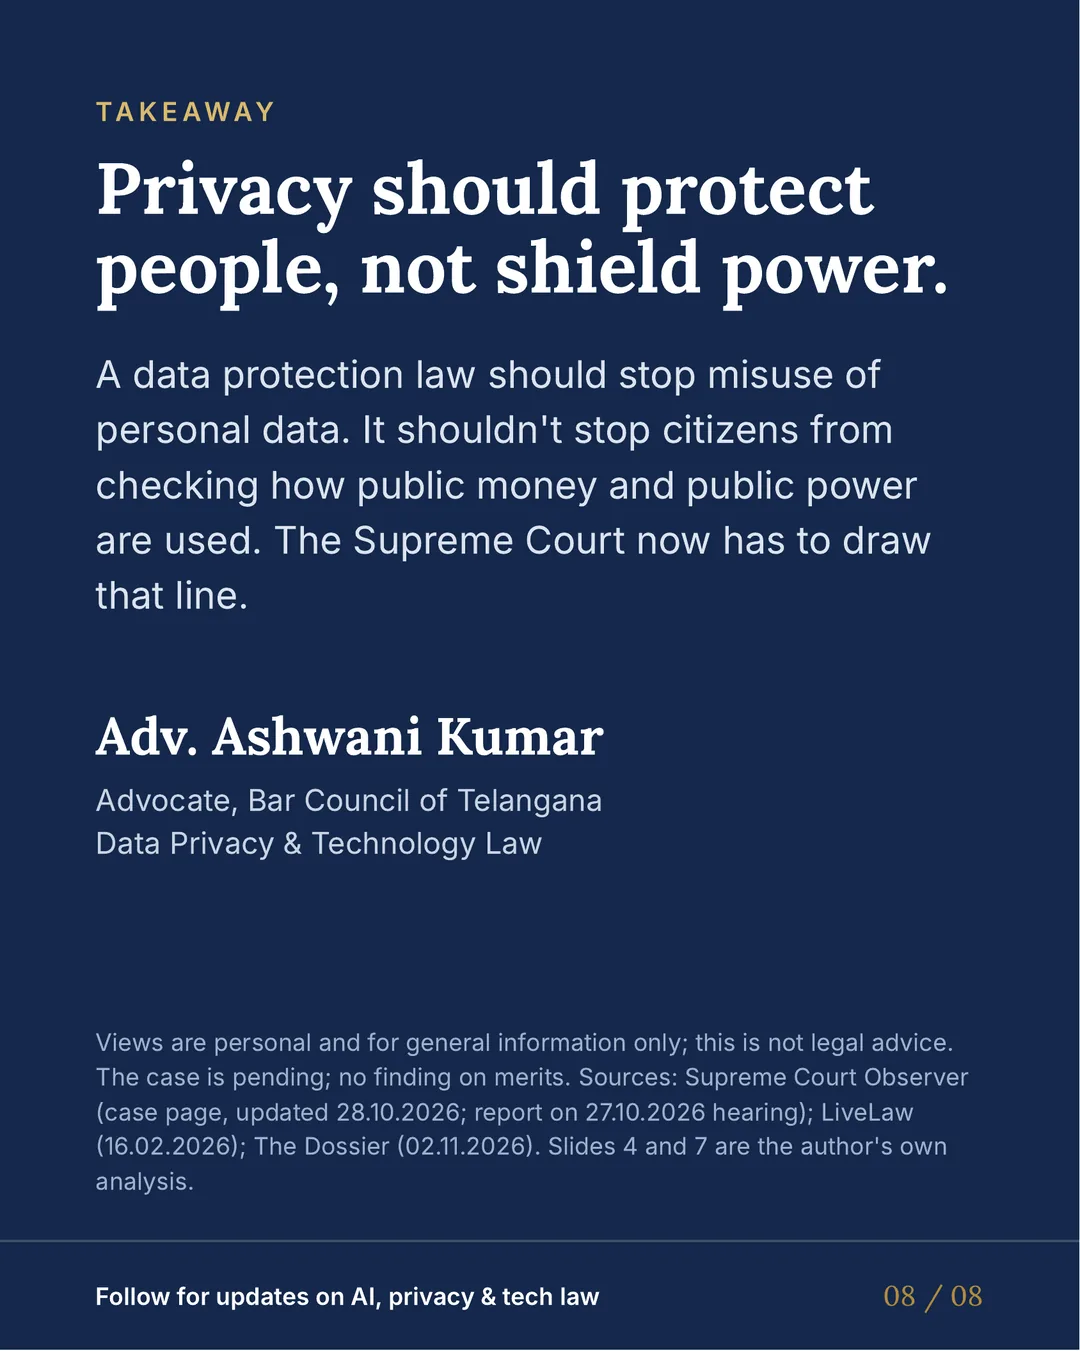 TAKEAWAY
Privacy should protect
people, not shield power.
A data protection law should stop misuse of
personal data. It shouldn't stop citizens from
checking how public money and public power
are used. The Supreme Court now has to draw
that line.
Adv. Ashwani Kumar
Advocate, Bar Council of Telangana
Data Privacy & Technology Law
Views are personal and for general information only; this is not legal advice.
The case is pending; no finding on merits. Sources: Supreme Court Observer
(case page, updated 28.10.2026; report on 27.10.2026 hearing); LiveLaw
(16.02.2026); The Dossier (02.11.2026). Slides 4 and 7 are the author's own
analysis.
Follow for updates on AI, privacy & tech law
08 / 08